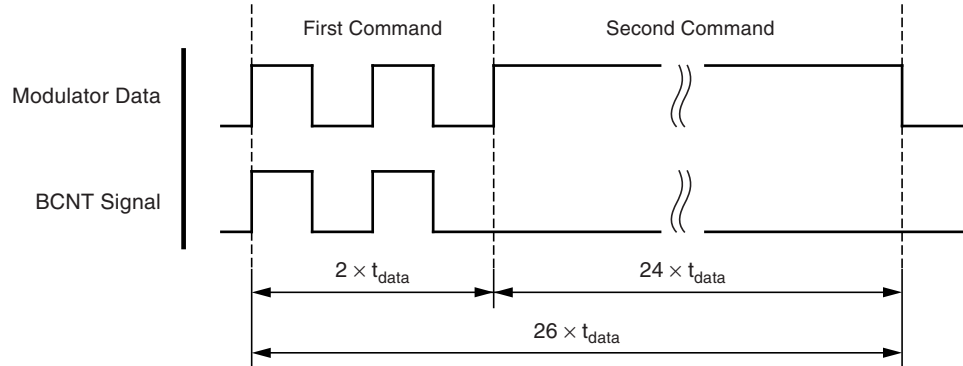 First Command
Second Command
Modulator Data
BCNT Signal
2 × tdata
24 × tdata
26 × tdata